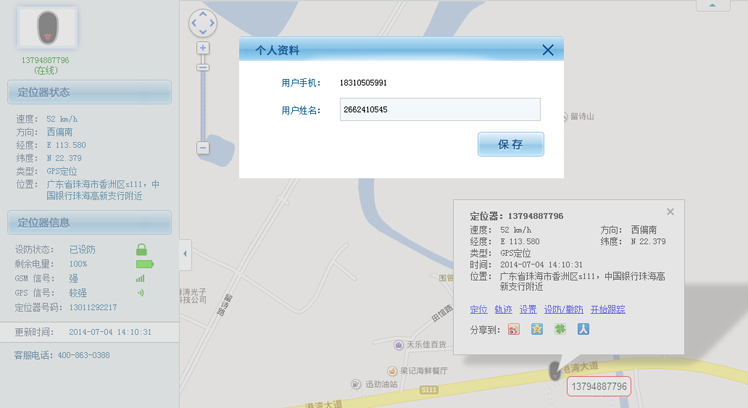 13794887796
(在线)
定位器状态
速度: 52 km/h
方向: 西偏南
经度: E 113.580
纬度: N 22.379
类型: GPS定位
位置: 广东省珠海市香洲区s111，中
国银行珠海高新支行附近
定位器信息
设防状态: 已设防
剩余电量: 100%
GSM 信号: 强
GPS 信号: 较强
定位器号码: 13011292217
更新时间: 2014-07-04 14:10:31
客服电话: 400-863-0388
个人资料
用户手机: 18310505991
用户姓名: 2662410545
保 存
留诗山
定位器: 13794887796
速度: 52 km/h 方向: 西偏南
经度: E 113.580 纬度: N 22.379
类型: GPS定位
时间: 2014-07-04 14:10:31
位置: 广东省珠海市香洲区s111，中国银行珠海高
新支行附近
定位 轨迹 设置 设防/撤防 开始跟踪
分享到:
科技公司
天乐佳百货
梁记海鲜餐厅
迅劲油站
S111
港湾大道
港湾大道
13794887796